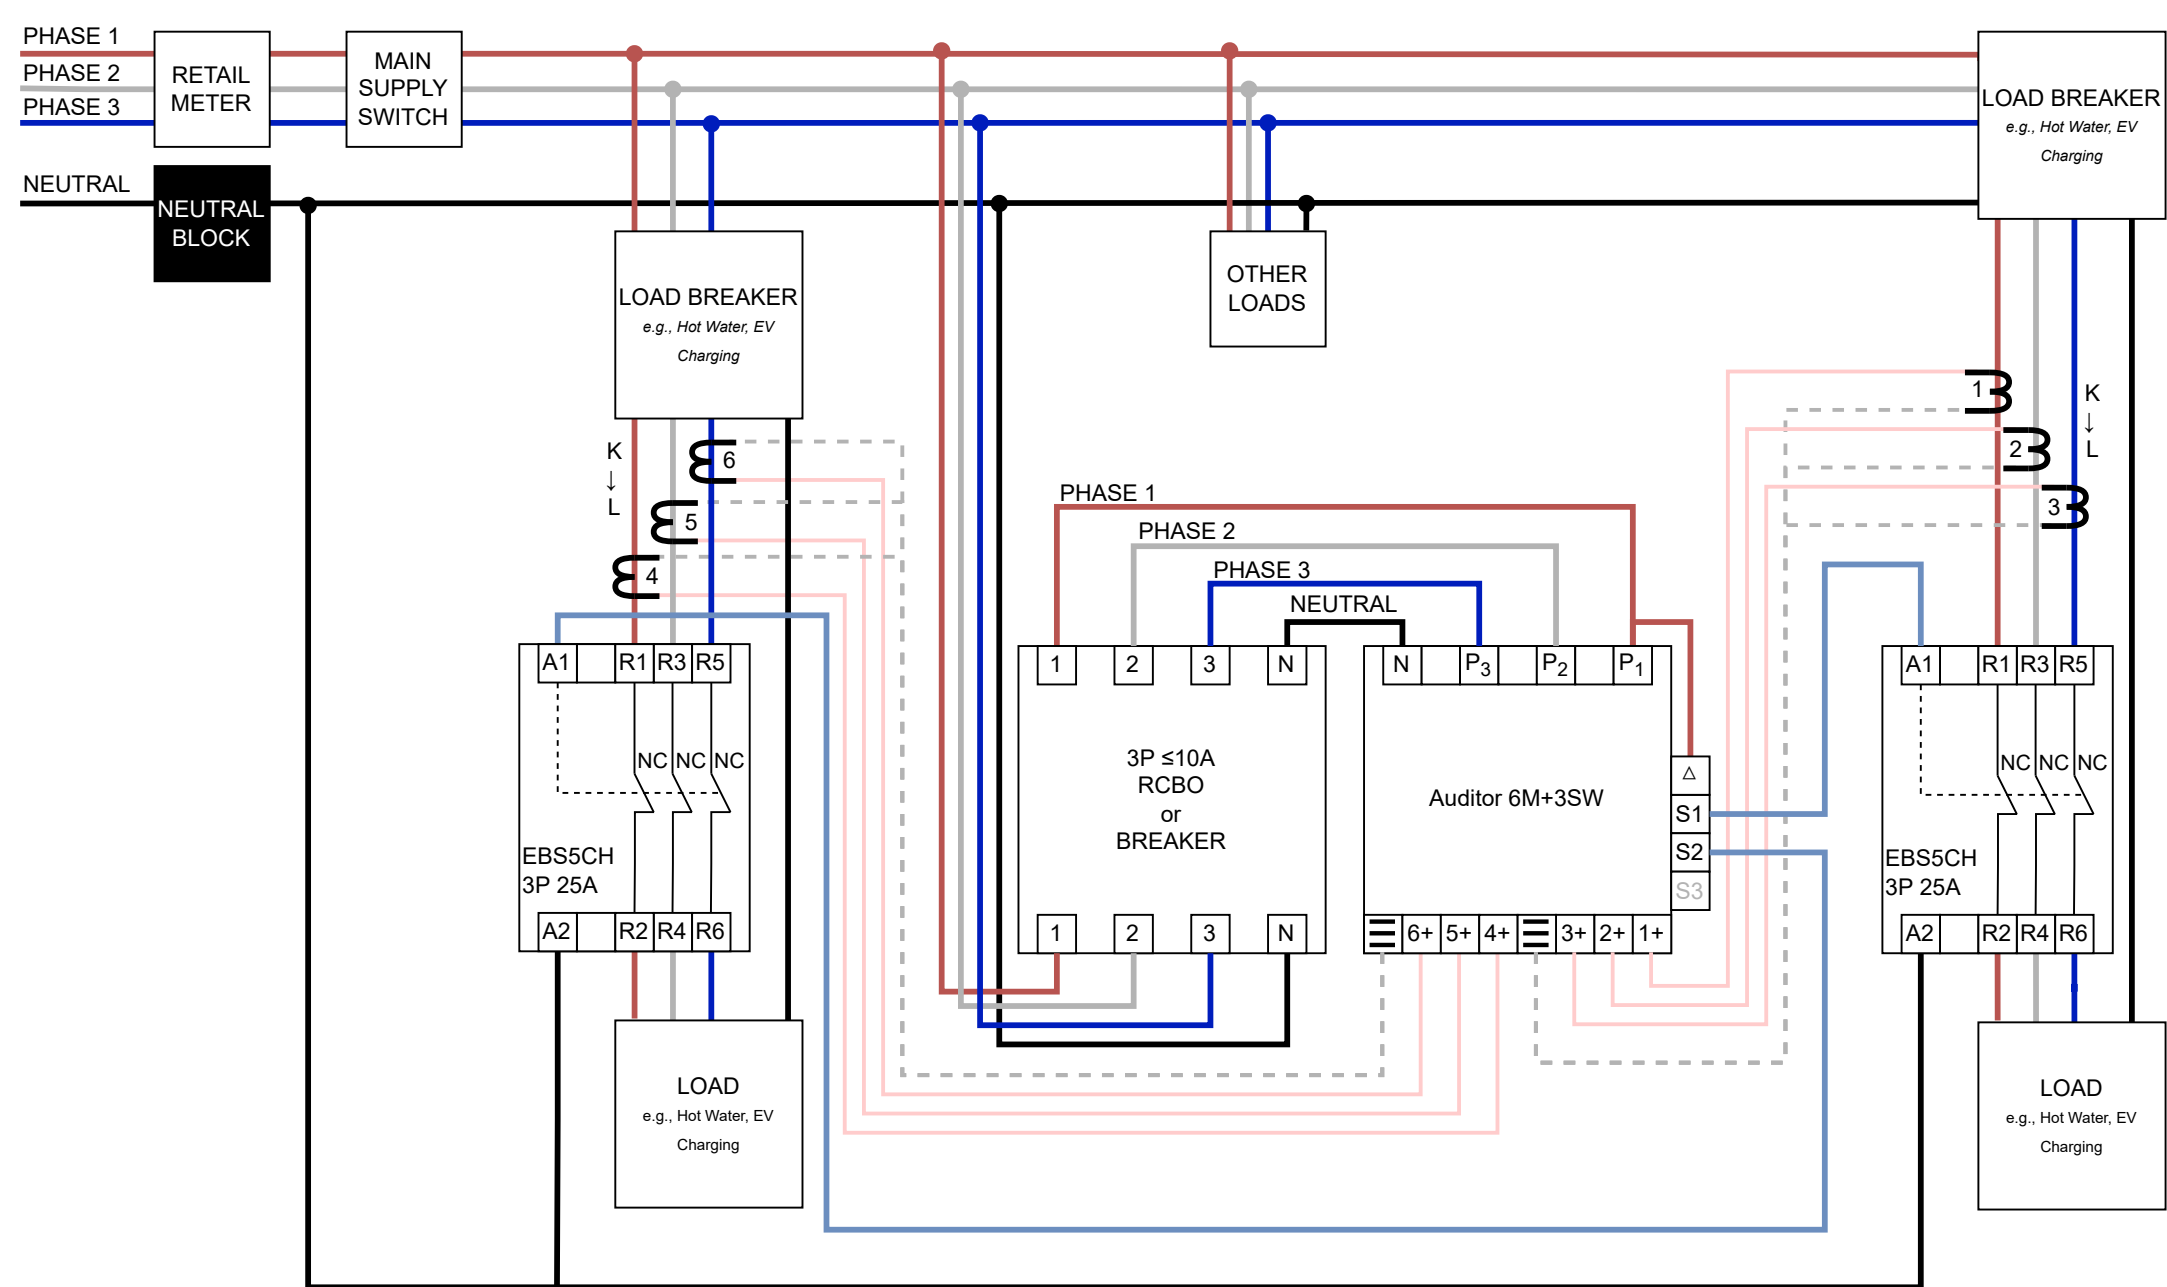 PHASE 1
PHASE 2
PHASE 3
NEUTRAL
RETAIL
METER
MAIN
SUPPLY
SWITCH
NEUTRAL
BLOCK
LOAD BREAKER
e.g., Hot Water, EV
Charging
OTHER
LOADS
LOAD BREAKER
e.g., Hot Water, EV
Charging
K
↓
L
6
5
4
1
2
3
K
↓
L
PHASE 1
PHASE 2
PHASE 3
NEUTRAL
A1 R1 R3 R5
NC NC NC
EBS5CH
3P 25A
A2 R2 R4 R6
LOAD
e.g., Hot Water, EV
Charging
1 2 3 N
3P ≤10A
RCBO
or
BREAKER
1 2 3 N
N P3 P2 P1
Auditor 6M+3SW
△
S1
S2
S3
6+ 5+ 4+ 3+ 2+ 1+
A1 R1 R3 R5
NC NC NC
EBS5CH
3P 25A
A2 R2 R4 R6
LOAD
e.g., Hot Water, EV
Charging